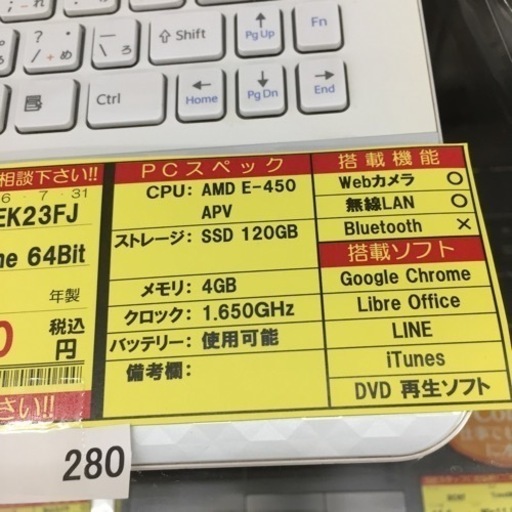 Shift
Pg Up
Fn
Ctrl
Home
Pg Dn
End
相談下さい!!
6-7-31
EK23FJ
64Bit
年製
0 税込
円
さい!!
280
PCスペック
CPU: AMD E-450
APV
ストレージ: SSD 120GB
メモリ: 4GB
クロック: 1.650GHz
バッテリー: 使用可能
備考欄:
搭載機能
Webカメラ ○
無線LAN ○
Bluetooth ×
搭載ソフト
Google Chrome
Libre Office
LINE
iTunes
DVD 再生ソフト